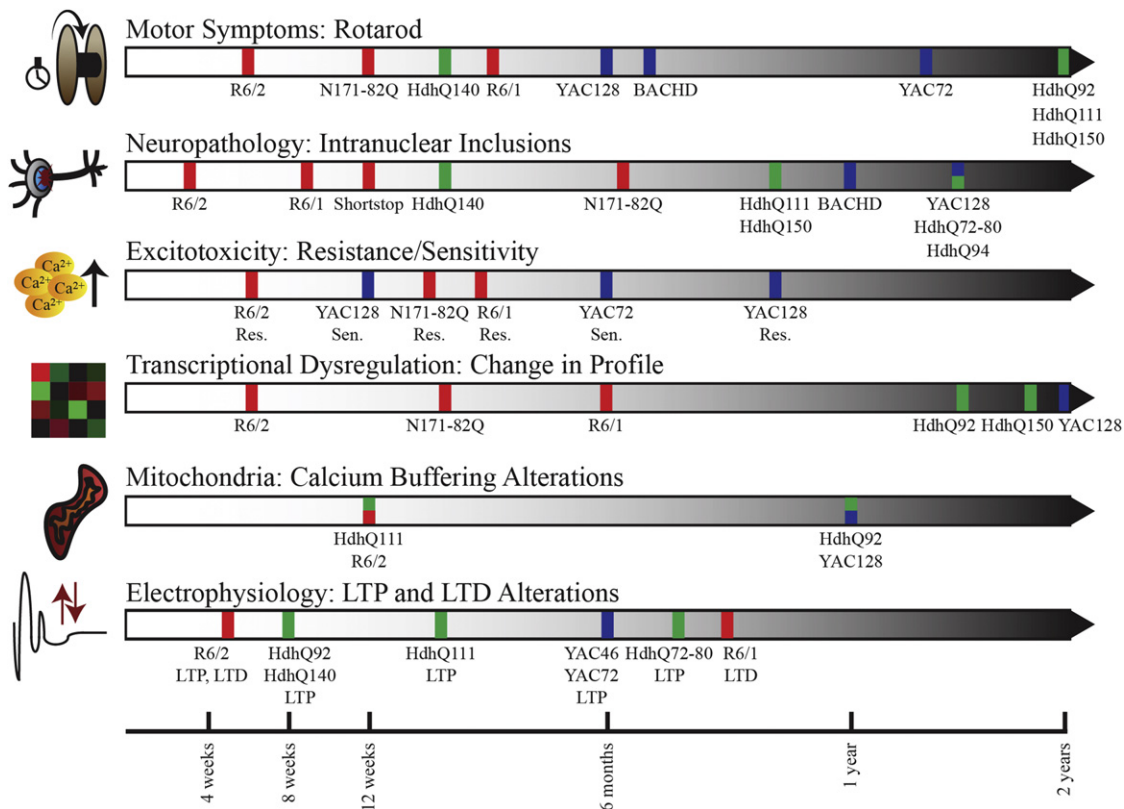 Motor Symptoms: Rotarod
R6/2 N171-82Q HdhQ140 R6/1 YAC128 BACHD YAC72 HdhQ92
HdhQ111
HdhQ150
Neuropathology: Intranuclear Inclusions
R6/2 R6/1 Shortstop HdhQ140 N171-82Q HdhQ111 BACHD YAC128
HdhQ150 HdhQ72-80
HdhQ94
Excitotoxicity: Resistance/Sensitivity
Ca²⁺
Ca²⁺ Ca²⁺
Ca²⁺
R6/2 YAC128 N171-82Q R6/1 YAC72 YAC128
Res. Sen. Res. Res. Sen. Res.
Transcriptional Dysregulation: Change in Profile
R6/2 N171-82Q R6/1 HdhQ92 HdhQ150 YAC128
Mitochondria: Calcium Buffering Alterations
HdhQ111 HdhQ92
R6/2 YAC128
Electrophysiology: LTP and LTD Alterations
R6/2 HdhQ92 HdhQ111 YAC46 HdhQ72-80 R6/1
LTP, LTD HdhQ140 LTP YAC72 LTP LTD
LTP LTP
4 weeks 8 weeks 12 weeks 6 months 1 year 2 years